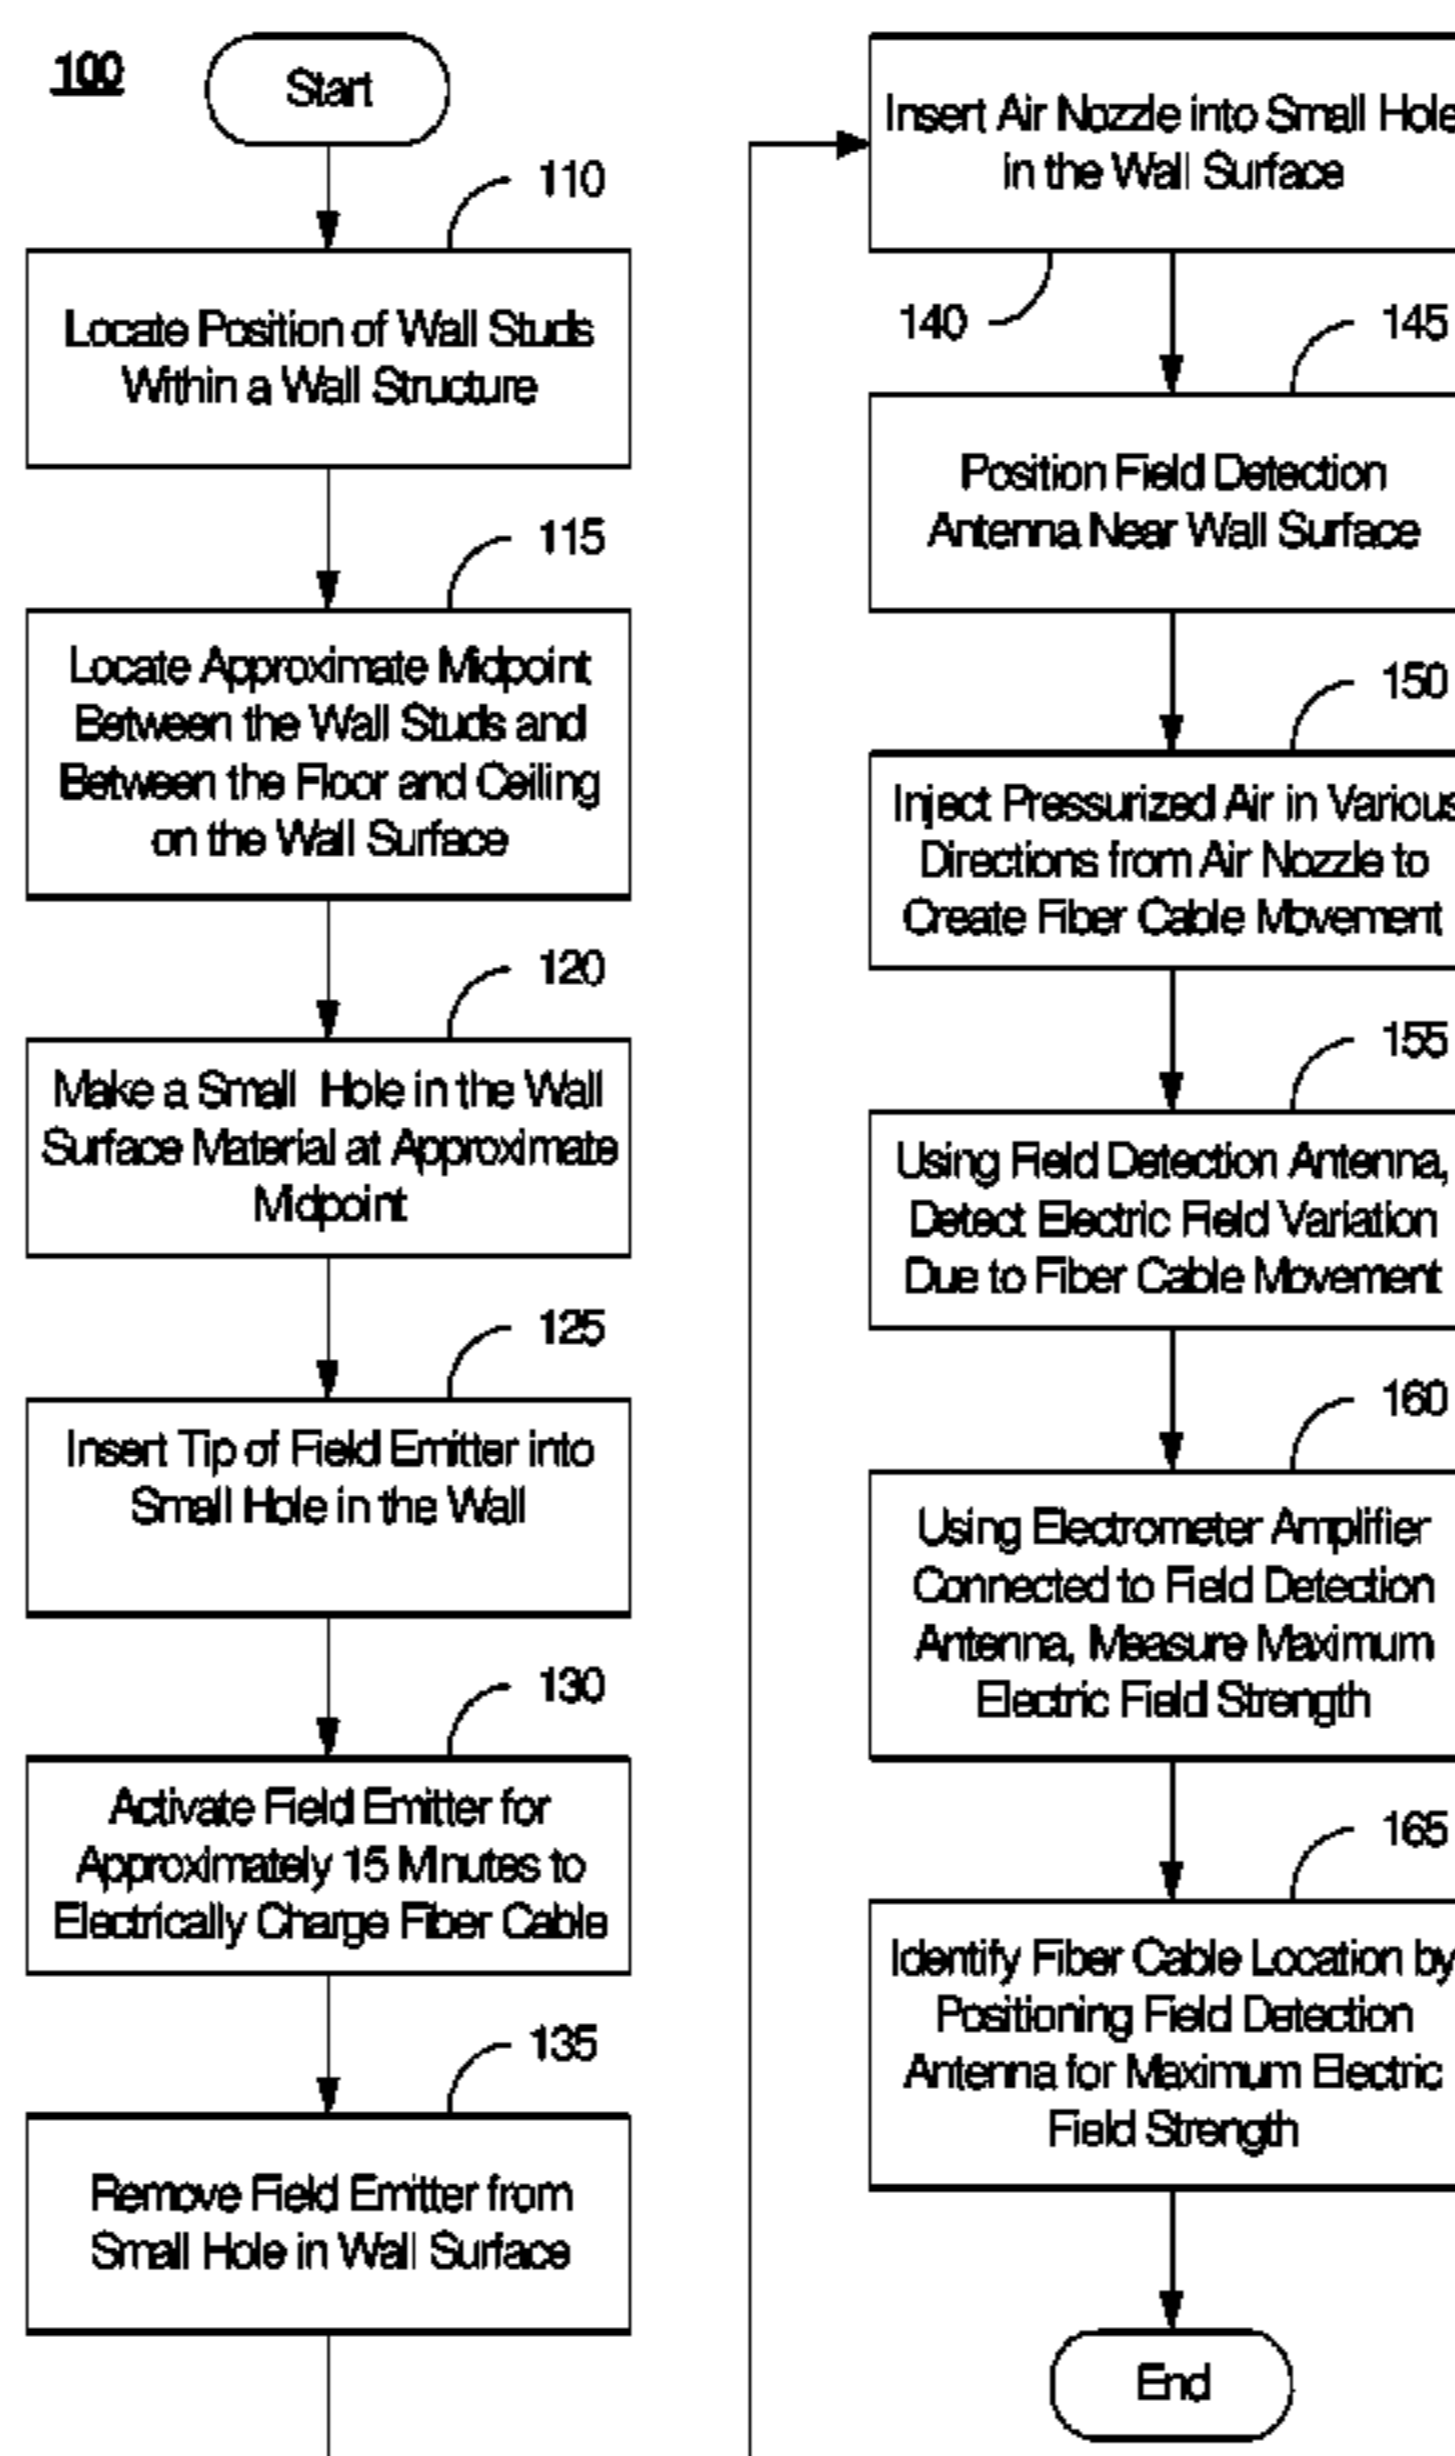 100
Start
110
Locate Position of Wall Studs
Within a Wall Structure
115
Locate Approximate Midpoint
Between the Wall Studs and
Between the Floor and Ceiling
on the Wall Surface
120
Make a Small Hole in the Wall
Surface Material at Approximate
Midpoint
125
Insert Tip of Field Emitter into
Small Hole in the Wall
130
Activate Field Emitter for
Approximately 15 Minutes to
Electrically Charge Fiber Cable
135
Remove Field Emitter from
Small Hole in Wall Surface
Insert Air Nozzle into Small Hole
in the Wall Surface
140
145
Position Field Detection
Antenna Near Wall Surface
150
Inject Pressurized Air in Various
Directions from Air Nozzle to
Create Fiber Cable Movement
155
Using Field Detection Antenna,
Detect Electric Field Variation
Due to Fiber Cable Movement
160
Using Electrometer Amplifier
Connected to Field Detection
Antenna, Measure Maximum
Electric Field Strength
165
Identify Fiber Cable Location by
Positioning Field Detection
Antenna for Maximum Electric
Field Strength
End